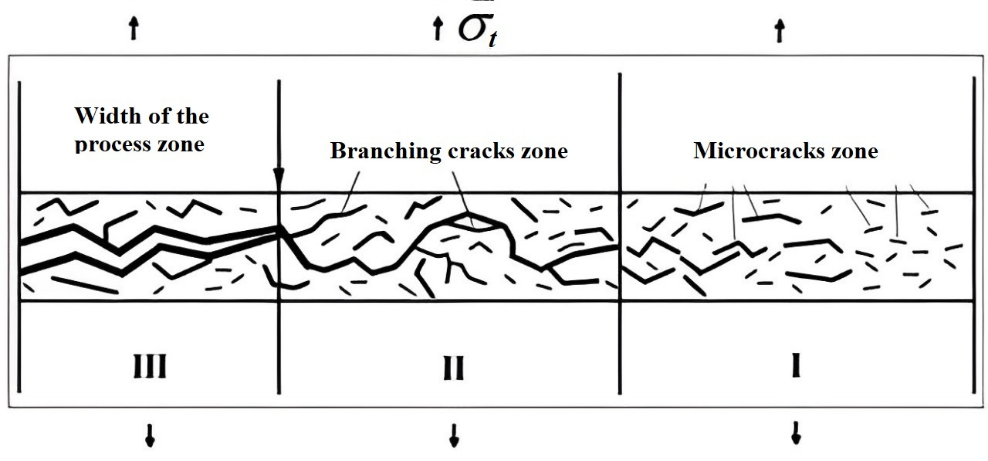 σt
Width of the
process zone
Branching cracks zone
Microcracks zone
III
II
I